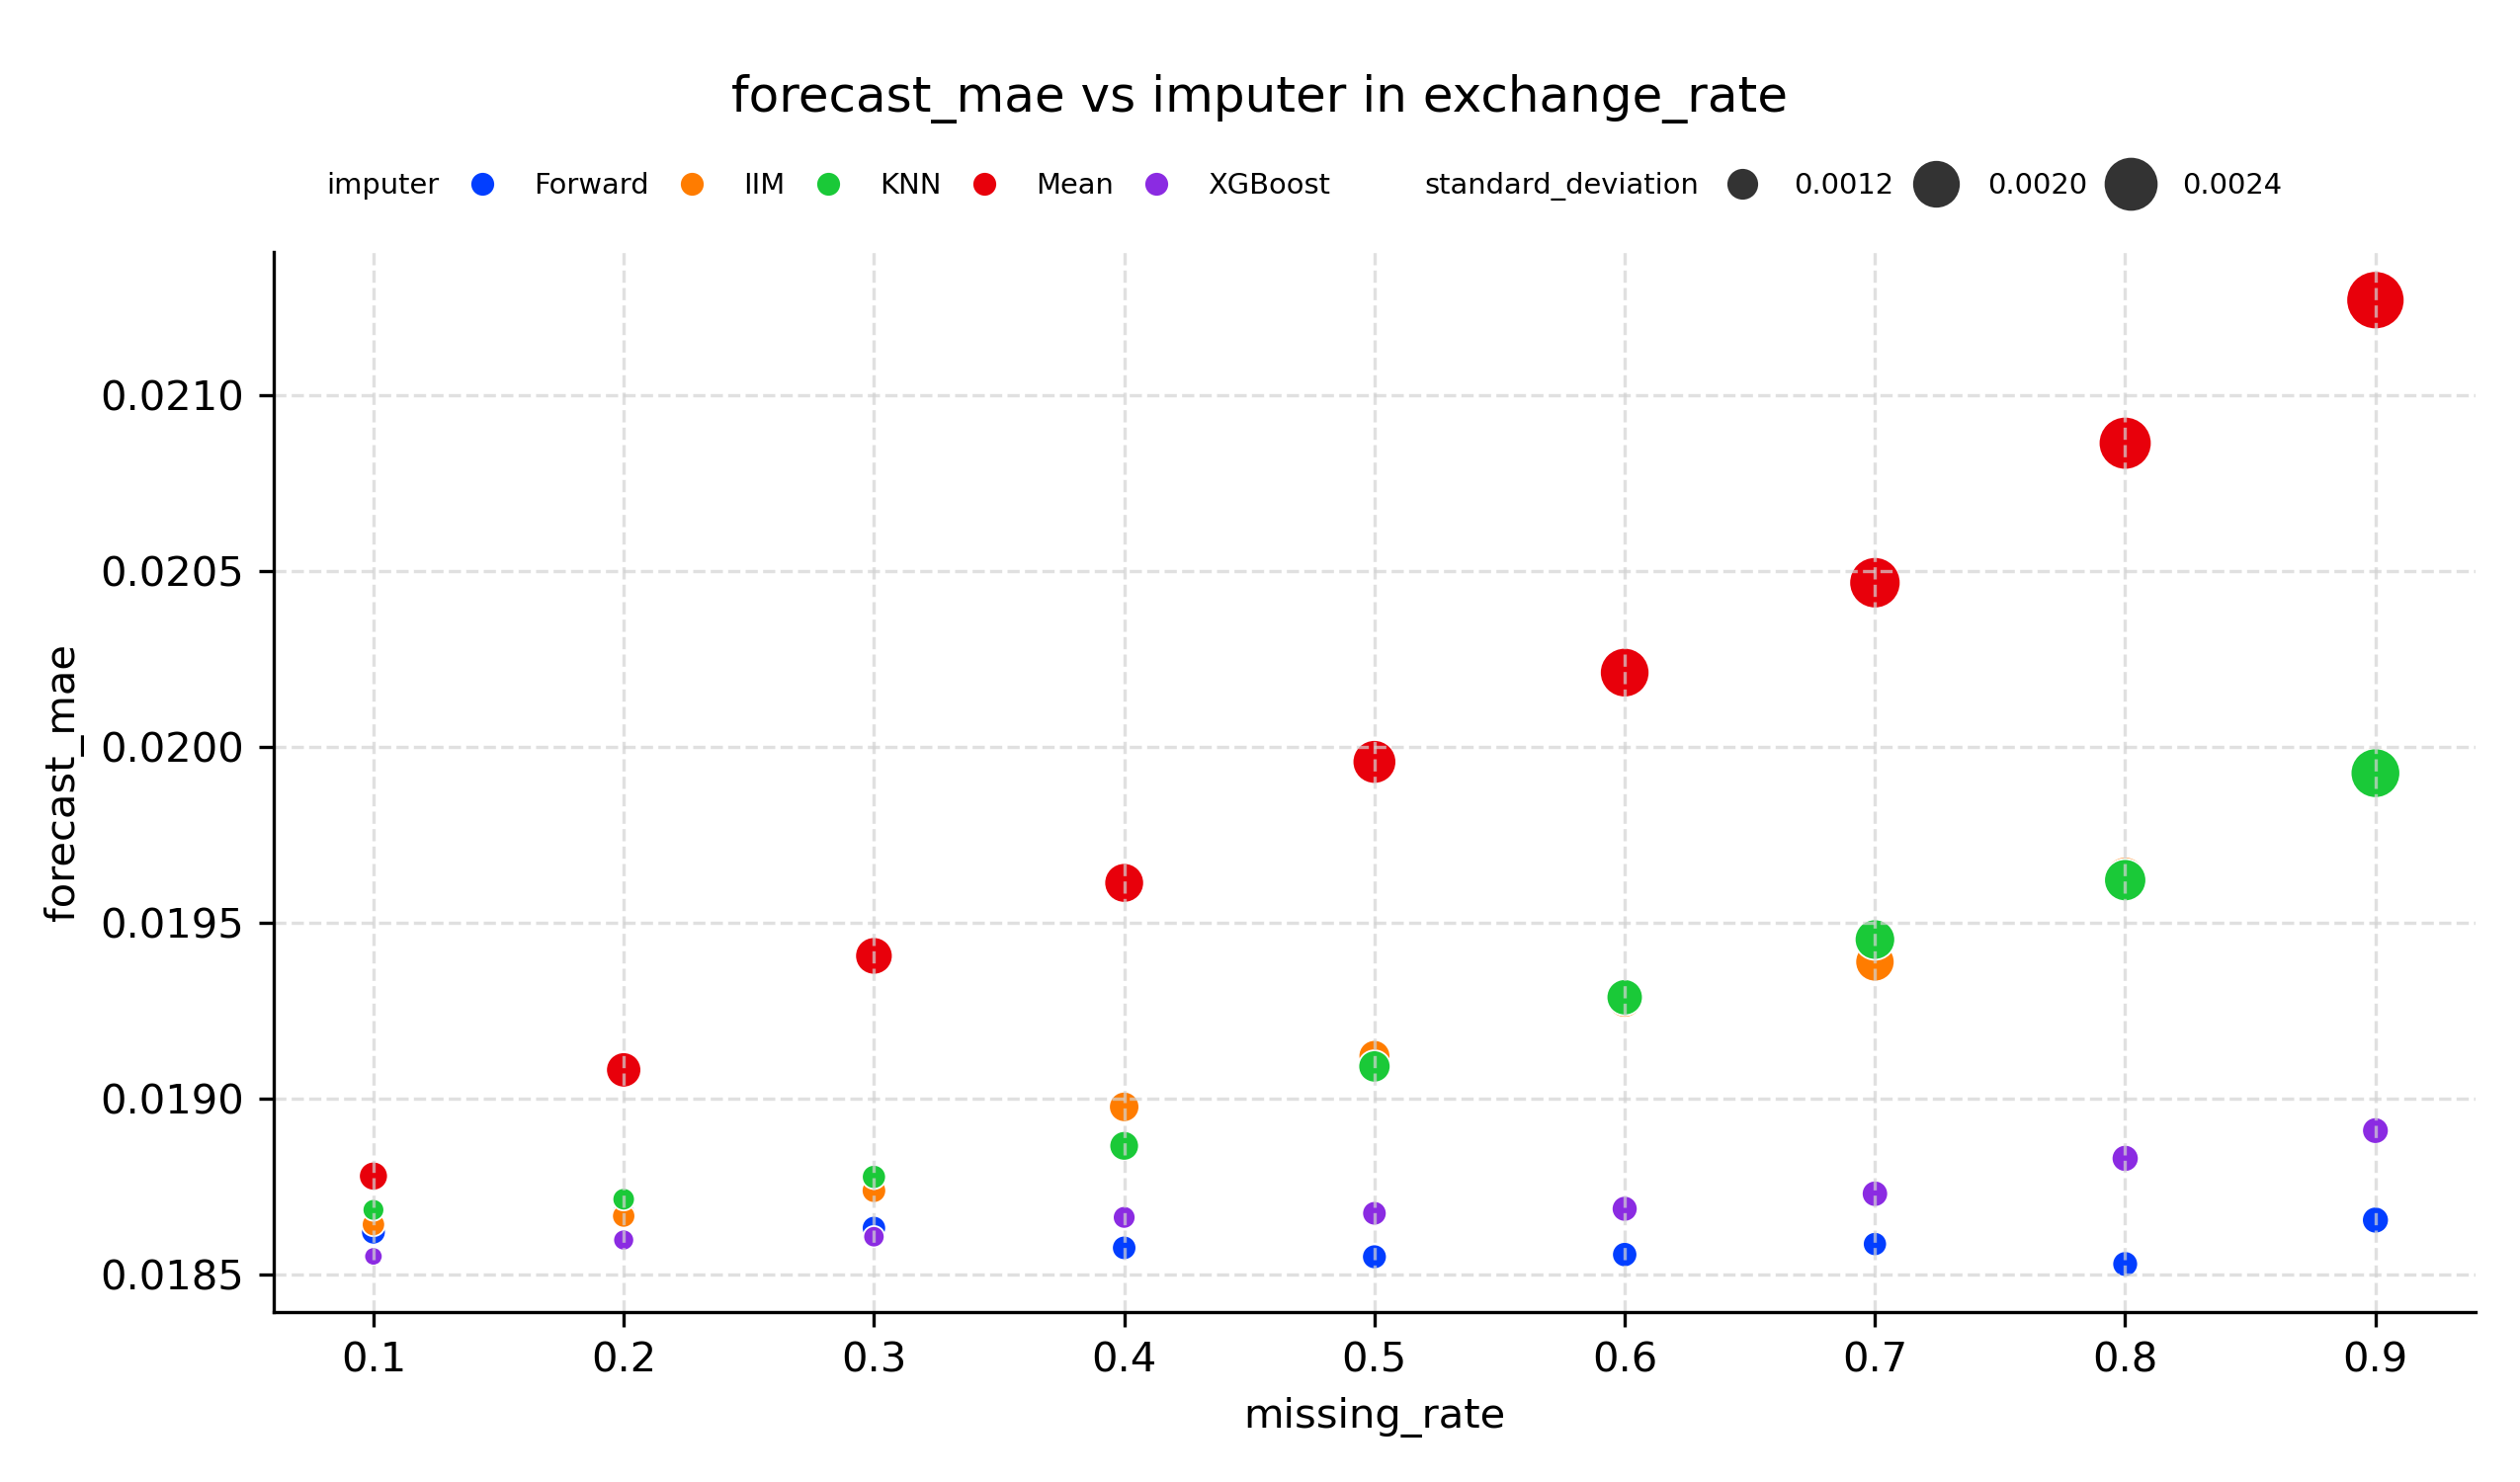 forecast_mae vs imputer in exchange_rate
imputer Forward IIM KNN Mean XGBoost standard_deviation 0.0012 0.0020 0.0024
0.0210
0.0205
0.0200
0.0195
0.0190
0.0185
forecast_mae
0.1 0.2 0.3 0.4 0.5 0.6 0.7 0.8 0.9
missing_rate